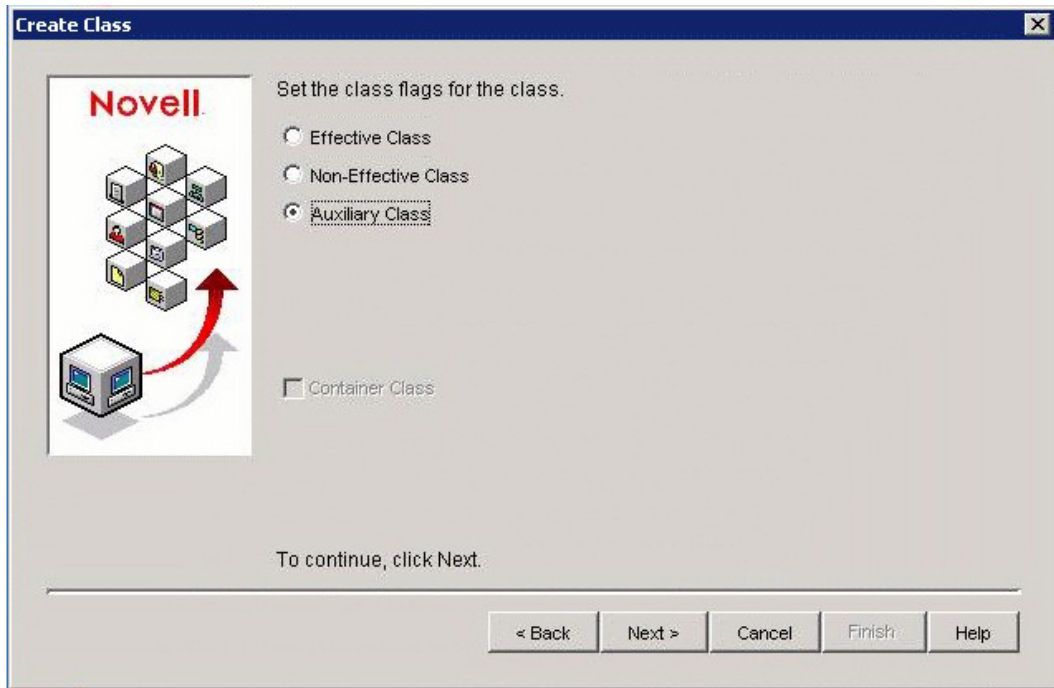 Create Class
Novell.
Set the class flags for the class.
Effective Class
Non-Effective Class
Auxiliary Class
Container Class
To continue, click Next.
< Back
Next >
Cancel
Finish
Help